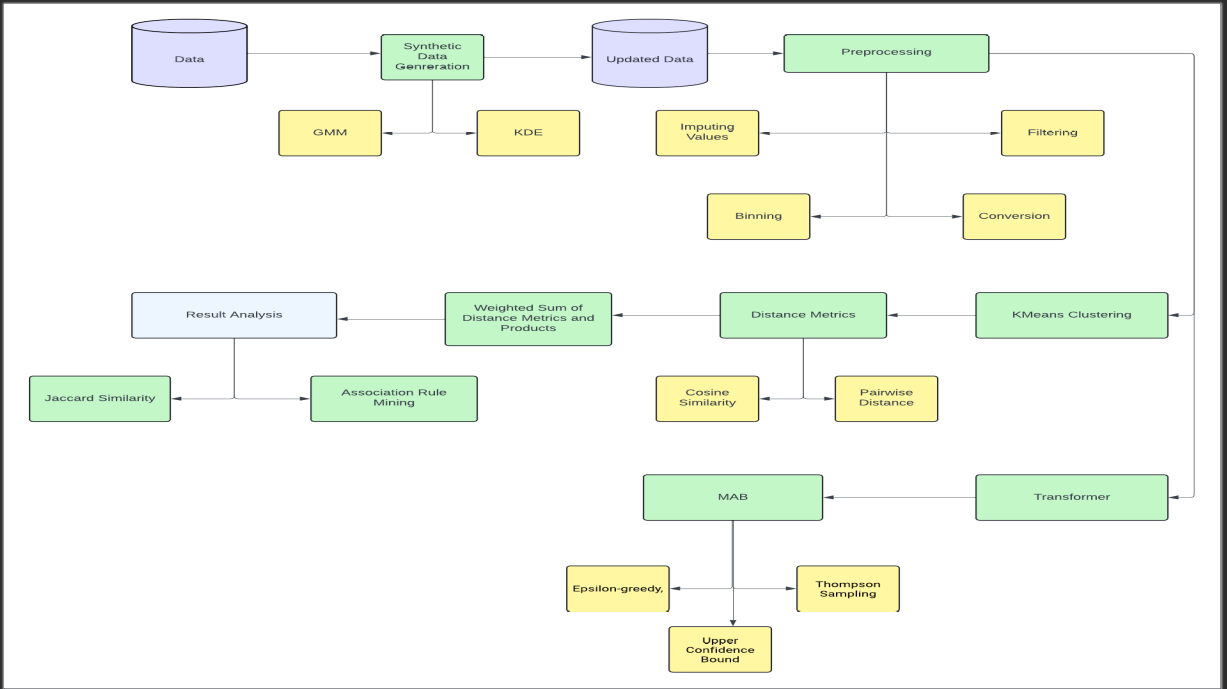 Data
Synthetic
Data
Genreration
Updated Data
Preprocessing
GMM
KDE
Imputing
Values
Filtering
Binning
Conversion
Result Analysis
Weighted Sum of
Distance Metrics and
Products
Distance Metrics
KMeans Clustering
Jaccard Similarity
Association Rule
Mining
Cosine
Similarity
Pairwise
Distance
MAB
Transformer
Epsilon-greedy,
Thompson
Sampling
Upper
Confidence
Bound